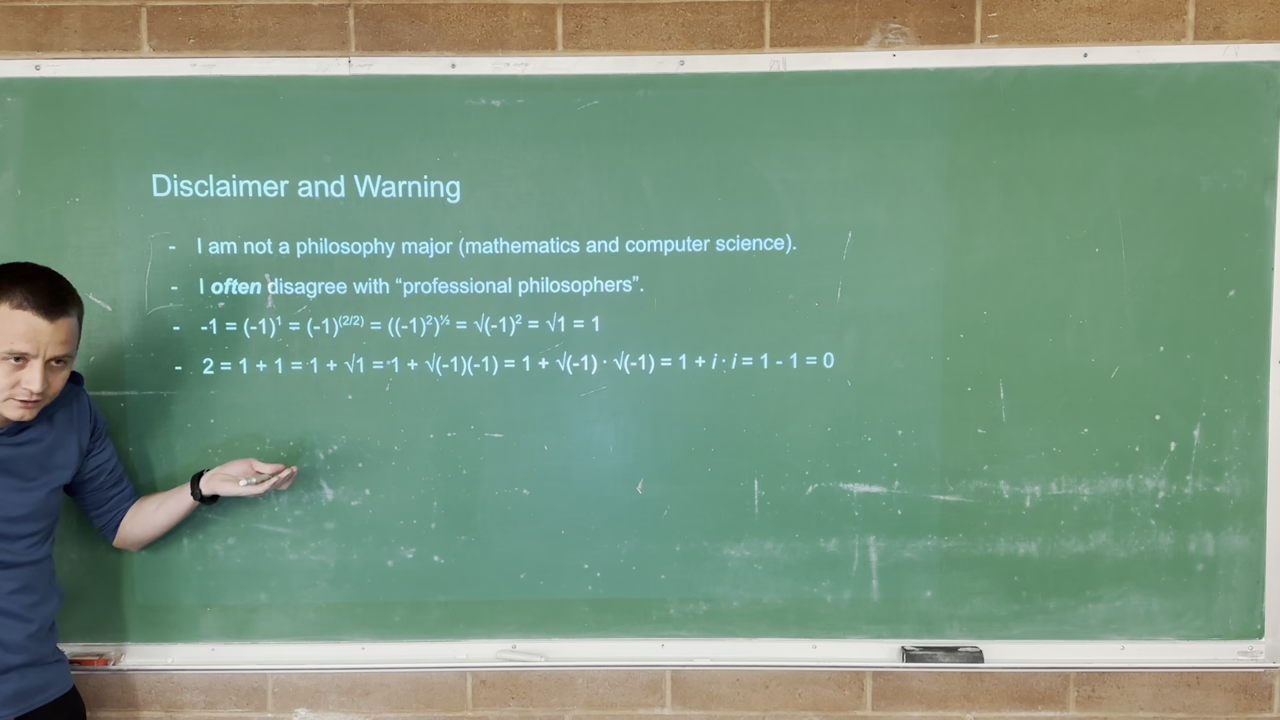 Disclaimer and Warning
- I am not a philosophy major (mathematics and computer science).
- I often disagree with “professional philosophers”.
- -1 = (-1)¹ = (-1)⁽²/²⁾ = ((-1)²)^½ = √(-1)² = √1 = 1
- 2 = 1 + 1 = 1 + √1 = 1 + √(-1)(-1) = 1 + √(-1) · √(-1) = 1 + i · i = 1 - 1 = 0